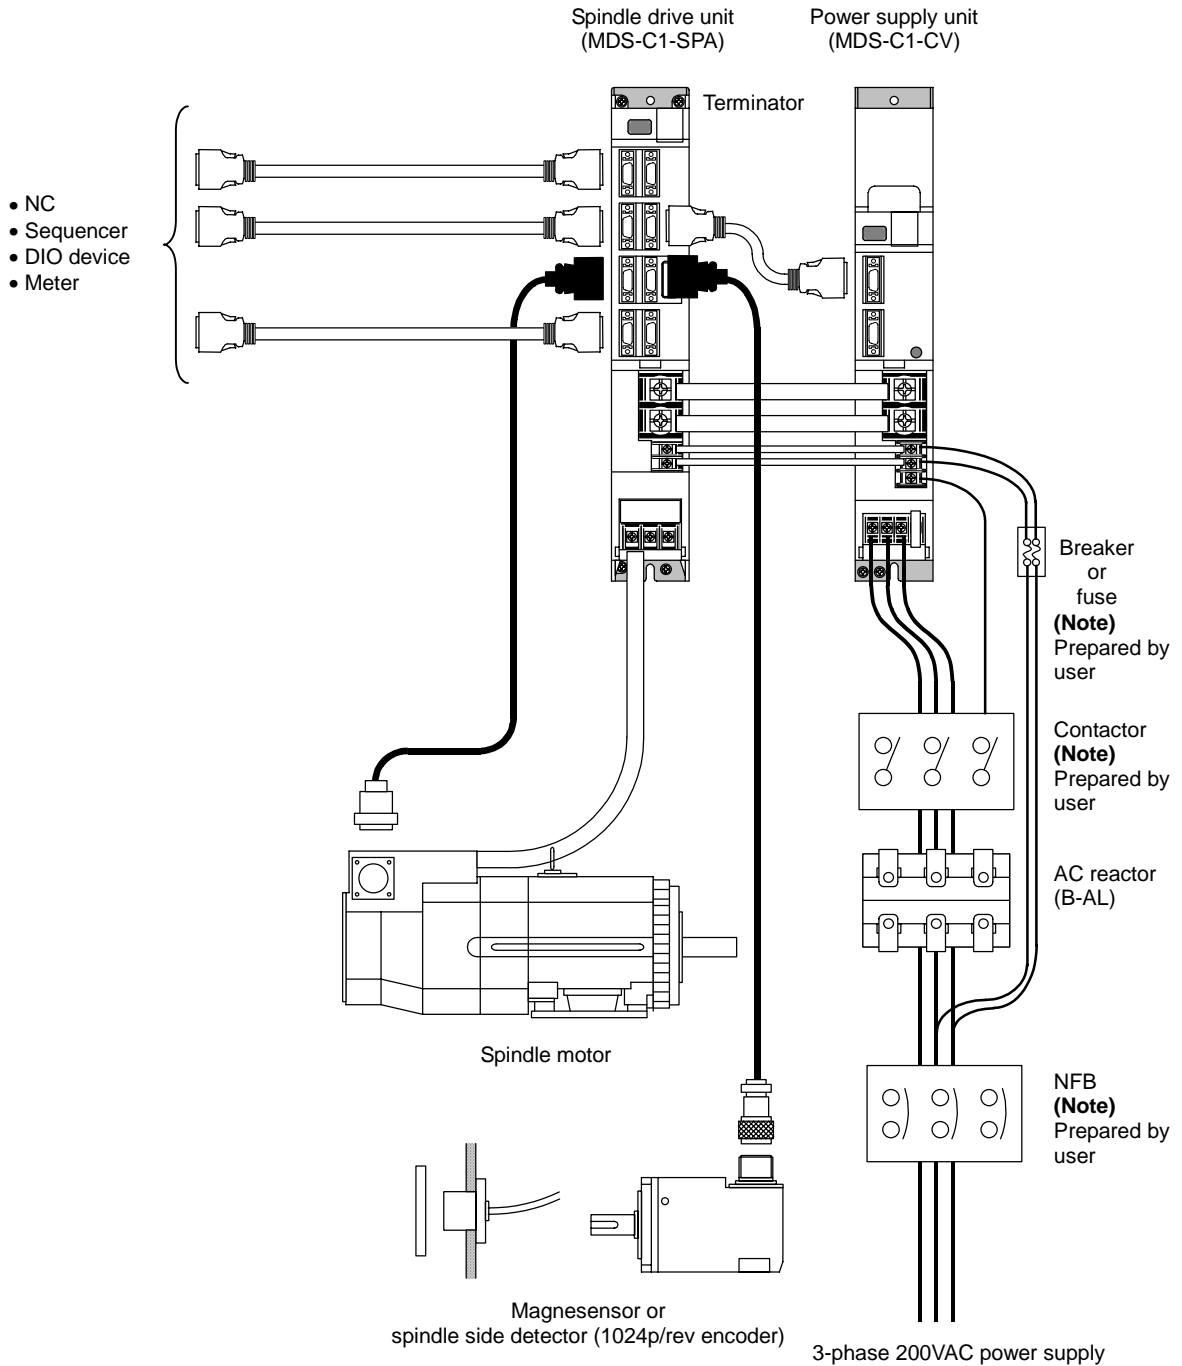 Spindle drive unit
(MDS-C1-SPA)
Power supply unit
(MDS-C1-CV)
Terminator
• NC
• Sequencer
• DIO device
• Meter
Breaker
or
fuse
(Note)
Prepared by
user
Contactor
(Note)
Prepared by
user
AC reactor
(B-AL)
Spindle motor
NFB
(Note)
Prepared by
user
Magnesensor or
spindle side detector (1024p/rev encoder)
3-phase 200VAC power supply